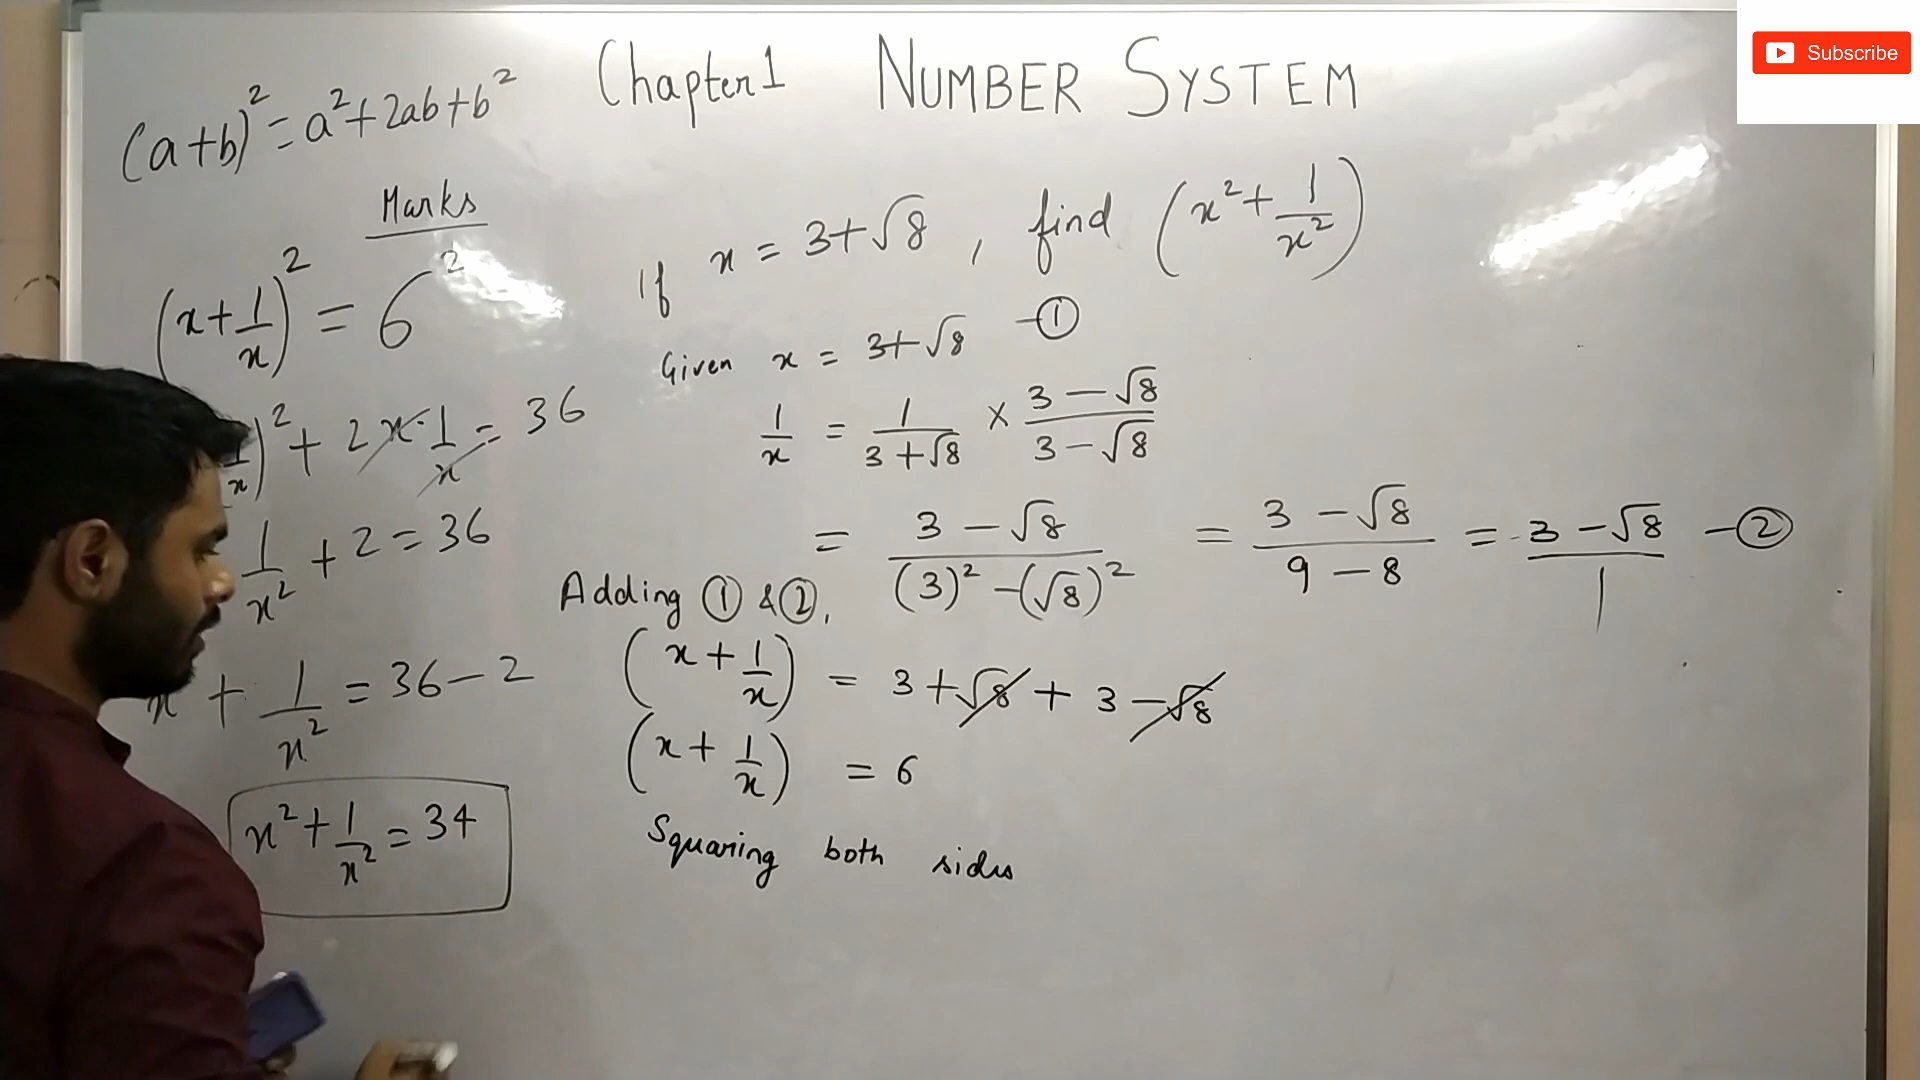 Subscribe
Chapter 1 NUMBER SYSTEM
(a+b)² = a²+2ab+b²
Marks
(x+1/x)² = 6²
1/x)² + 2x·1/x = 36
1/x² + 2 = 36
x + 1/x² = 36 − 2
x² + 1/x² = 34
If x = 3+√8 , find (x² + 1/x²)
Given x = 3+√8 —①
1/x = 1/(3+√8) × (3−√8)/(3−√8)
= (3−√8)/((3)²−(√8)²) = (3−√8)/(9−8) = (3−√8)/1 —②
Adding ① & ②,
(x+1/x) = 3+√8 + 3−√8
(x+1/x) = 6
Squaring both sides